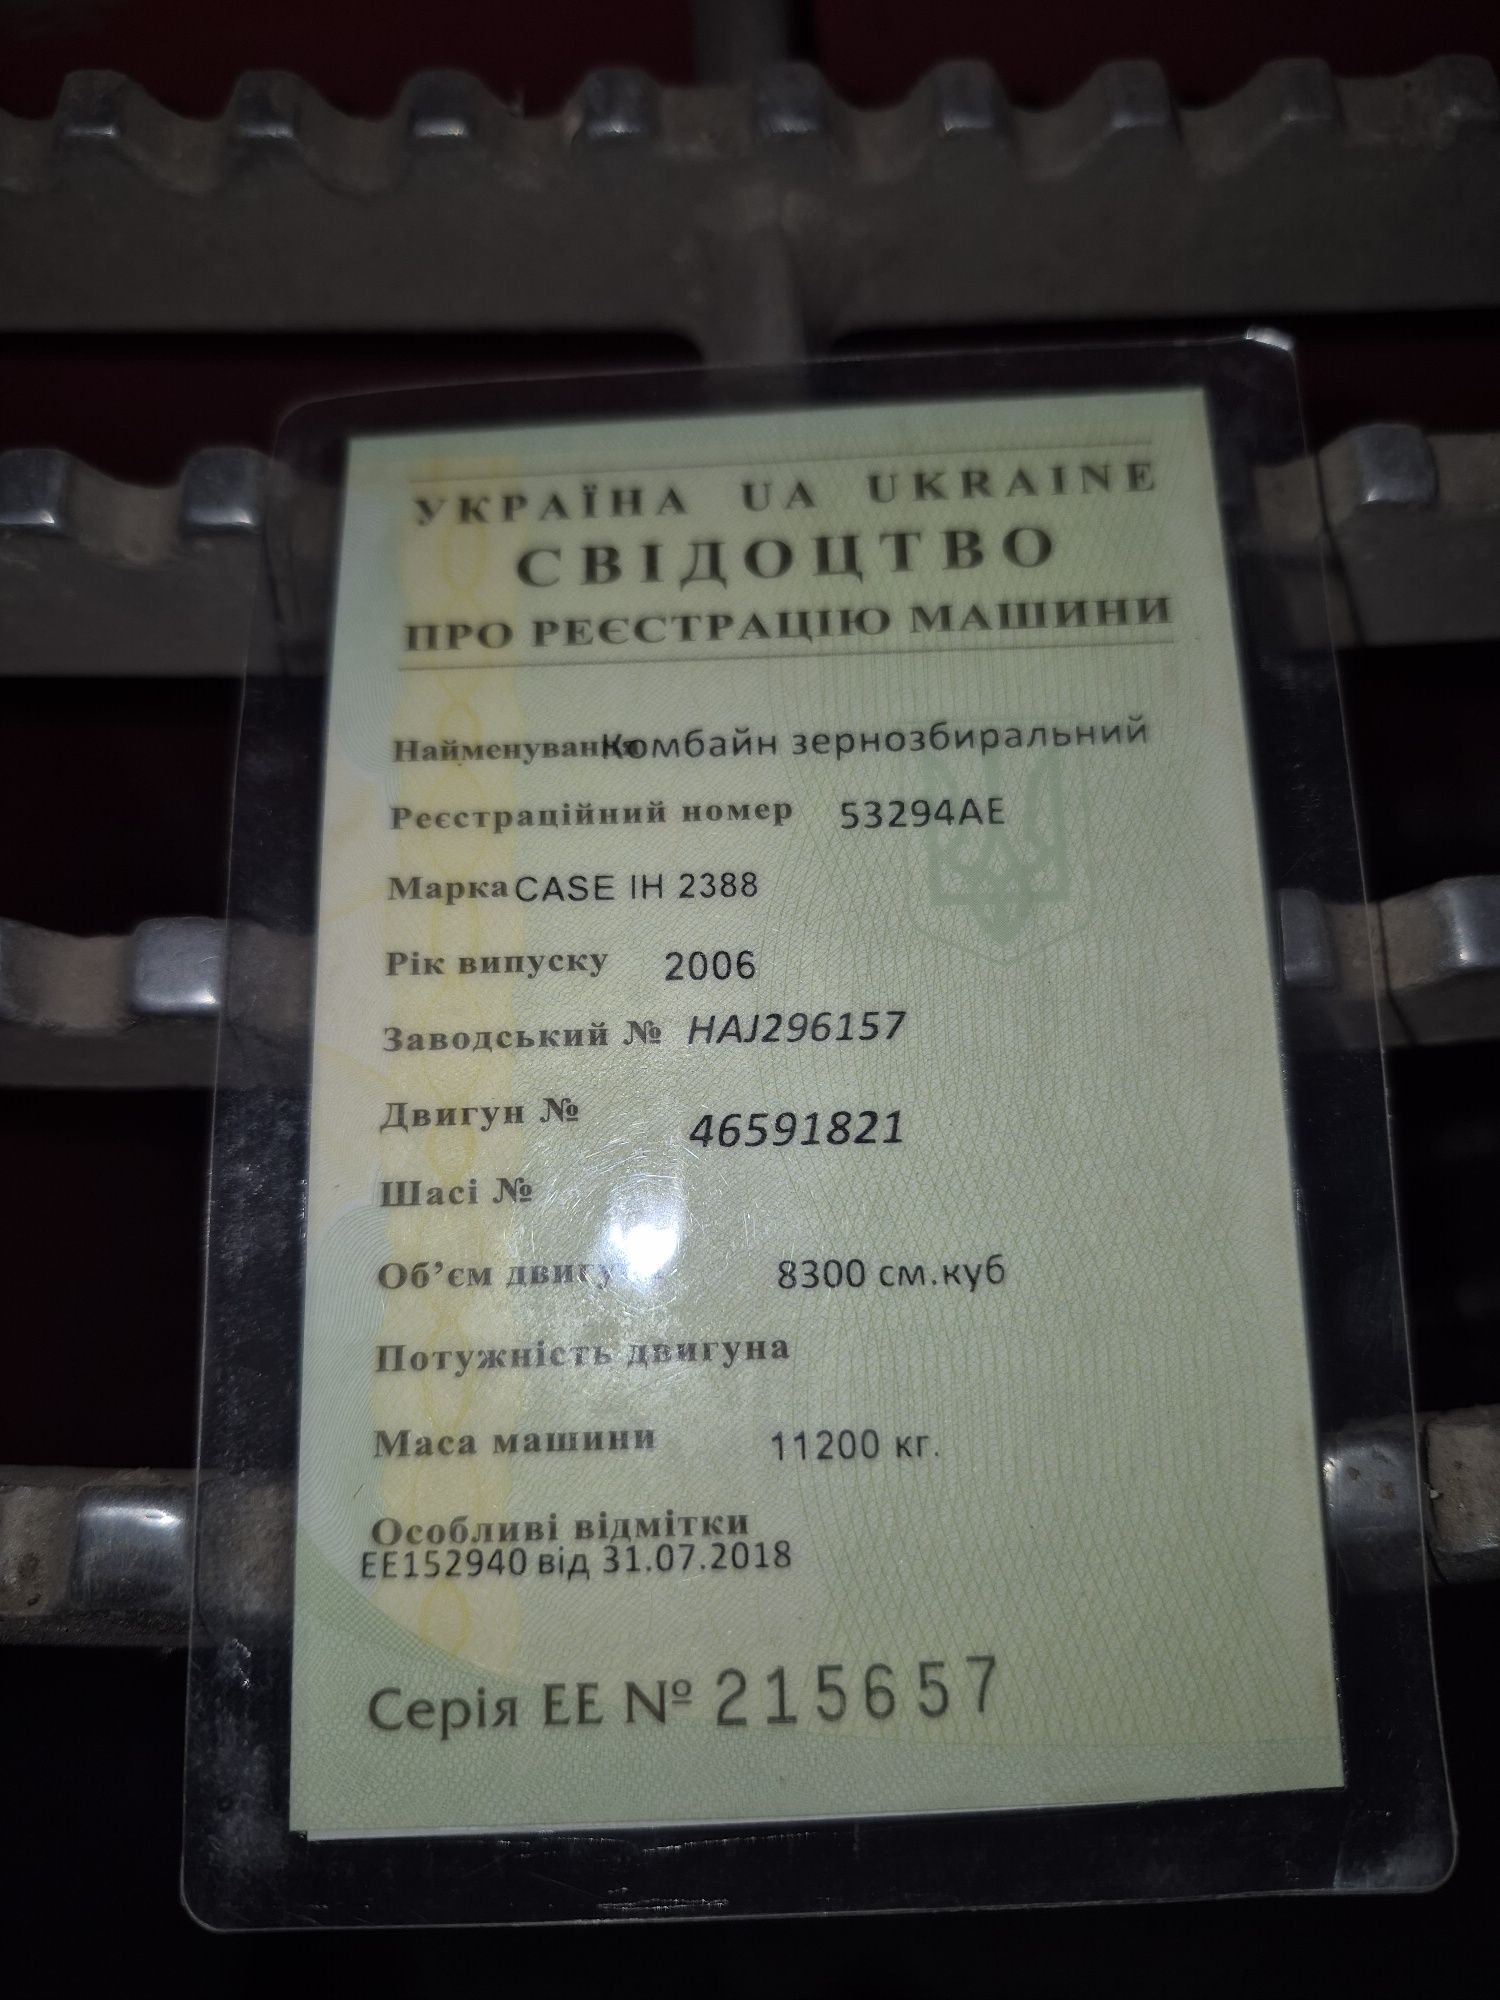 УКРАЇНА UA UKRAINE
СВІДОЦТВО
ПРО РЕЄСТРАЦІЮ МАШИНИ
Найменування Комбайн зернозбиральний
Реєстраційний номер 53294АЕ
Марка CASE IH 2388
Рік випуску 2006
Заводський № HAJ296157
Двигун № 46591821
Шасі №
Об’єм двигуна 8300 см.куб
Потужність двигуна
Маса машини 11200 кг.
Особливі відмітки
ЕЕ152940 від 31.07.2018
Серія ЕЕ № 215657